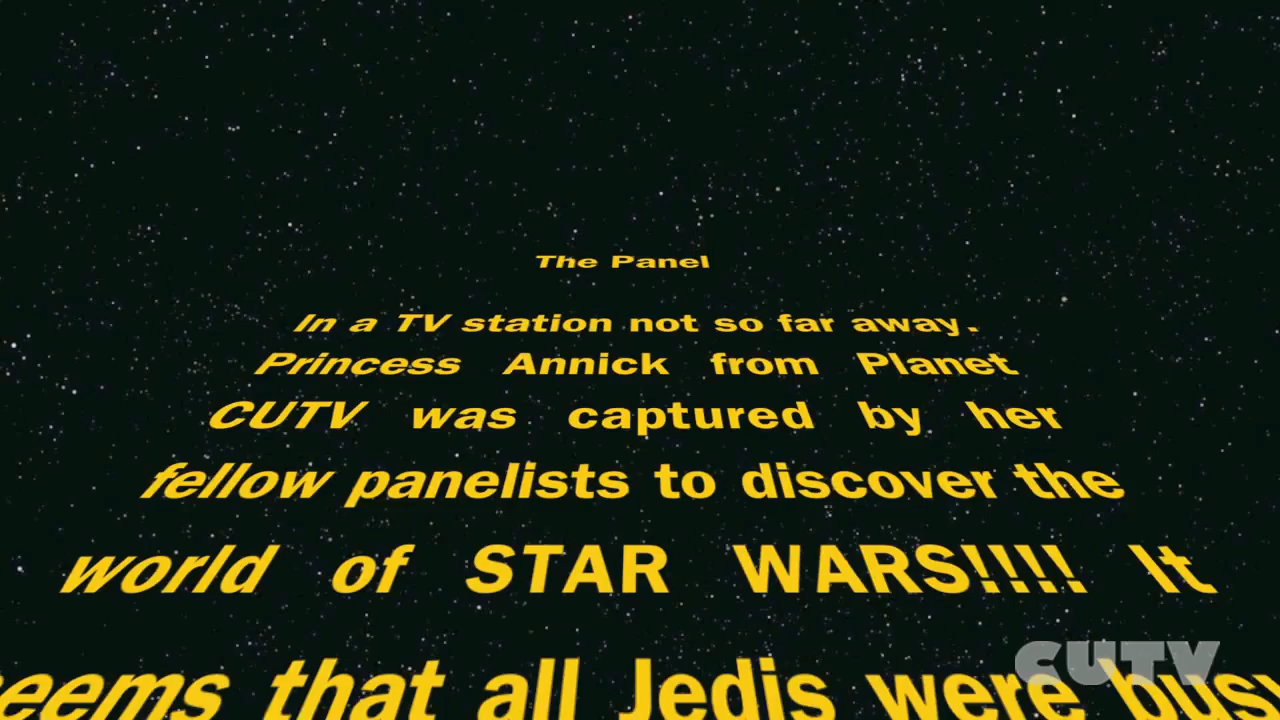 The Panel
In a TV station not so far away.
Princess Annick from Planet
CUTV was captured by her
fellow panelists to discover the
world of STAR WARS!!!! It
seems that all Jedis were busy
CUTV